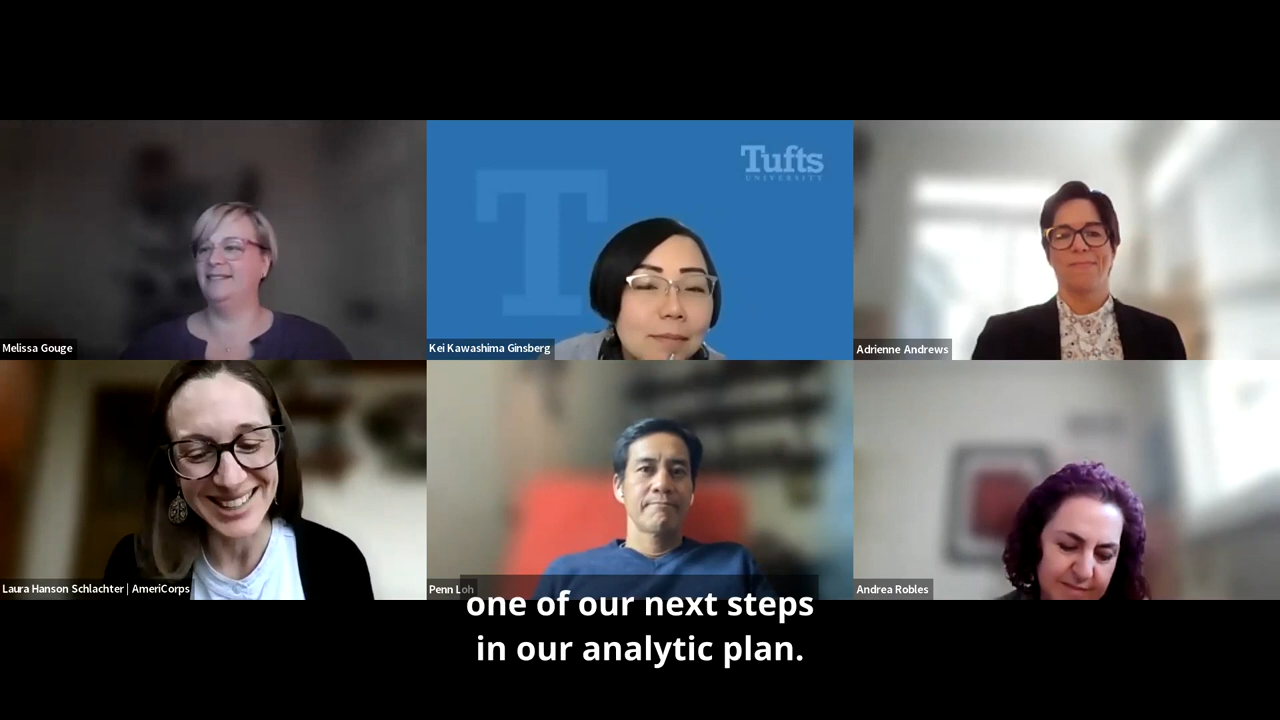 Tufts
UNIVERSITY
T
Melissa Gouge
Kei Kawashima Ginsberg
Adrienne Andrews
Laura Hanson Schlachter | AmeriCorps
Penn Loh
Andrea Robles
one of our next steps
in our analytic plan.